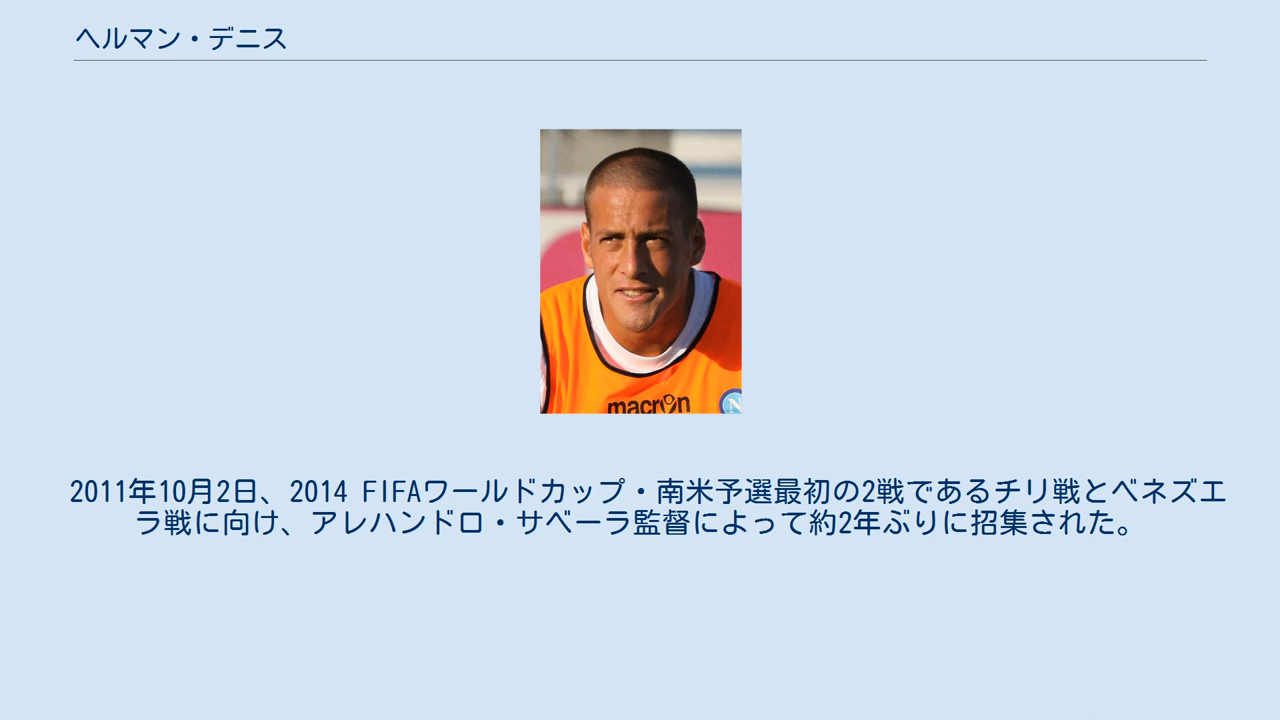 ヘルマン・デニス
macron
N
2011年10月2日、2014 FIFAワールドカップ・南米予選最初の2戦であるチリ戦とベネズエ
ラ戦に向け、アレハンドロ・サベーラ監督によって約2年ぶりに招集された。